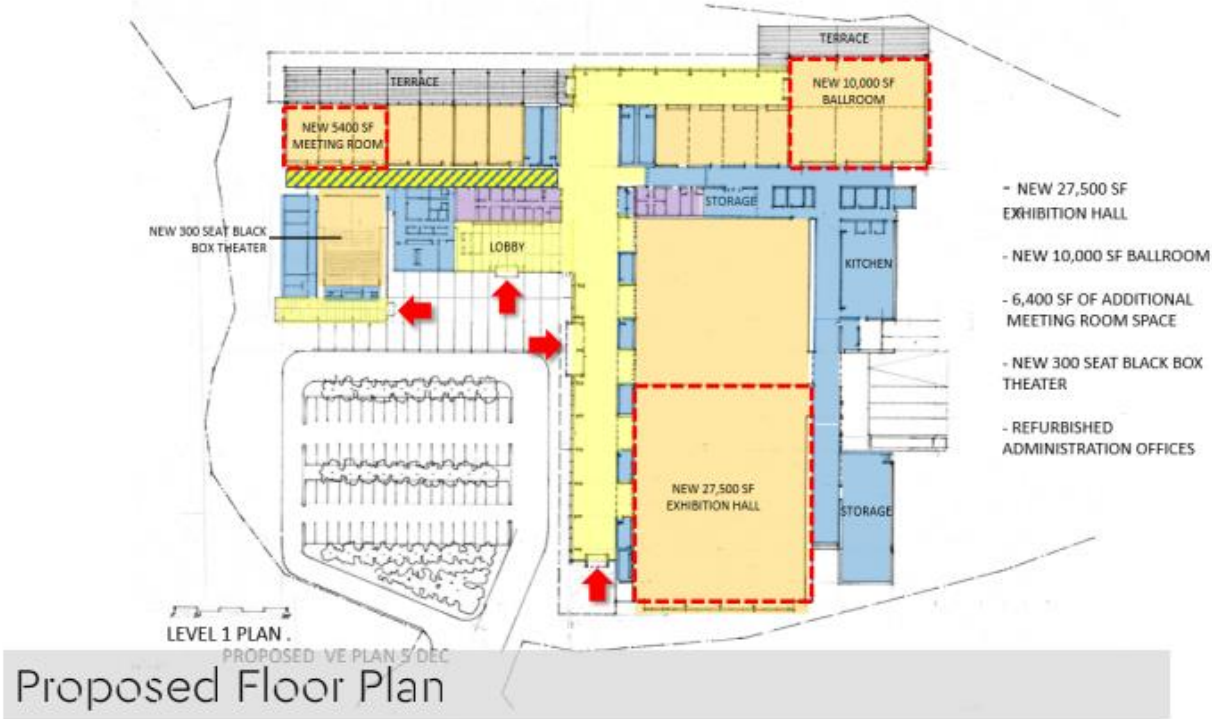 TERRACE
TERRACE
NEW 10,000 SF
BALLROOM
NEW 5400 SF
MEETING ROOM
STORAGE
NEW 300 SEAT BLACK
BOX THEATER
LOBBY
KITCHEN
NEW 27,500 SF
EXHIBITION HALL
STORAGE
- NEW 27,500 SF
EXHIBITION HALL
- NEW 10,000 SF BALLROOM
- 6,400 SF OF ADDITIONAL
MEETING ROOM SPACE
- NEW 300 SEAT BLACK BOX
THEATER
- REFURBISHED
ADMINISTRATION OFFICES
LEVEL 1 PLAN .
PROPOSED VE PLAN 5 DEC
Proposed Floor Plan